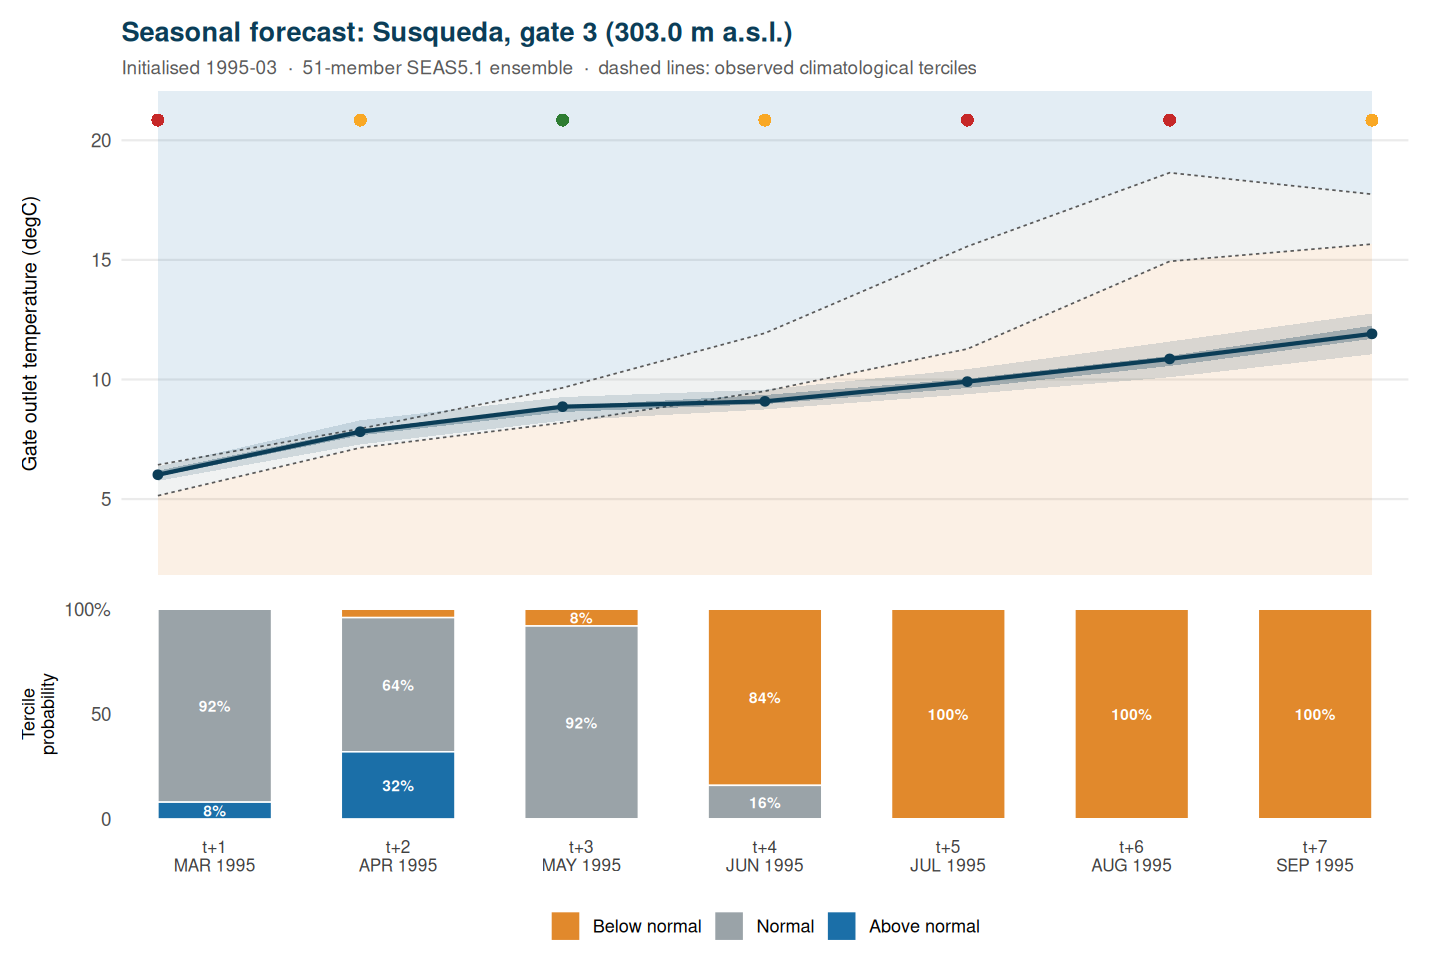 Seasonal forecast: Susqueda, gate 3 (303.0 m a.s.l.)
Initialised 1995-03 · 51-member SEAS5.1 ensemble · dashed lines: observed climatological terciles
Gate outlet temperature (degC)
20
15
10
5
Tercile
probability
100%
50
0
92%
8%
64%
32%
8%
92%
84%
16%
100%
100%
100%
t+1
MAR 1995
t+2
APR 1995
t+3
MAY 1995
t+4
JUN 1995
t+5
JUL 1995
t+6
AUG 1995
t+7
SEP 1995
Below normal
Normal
Above normal